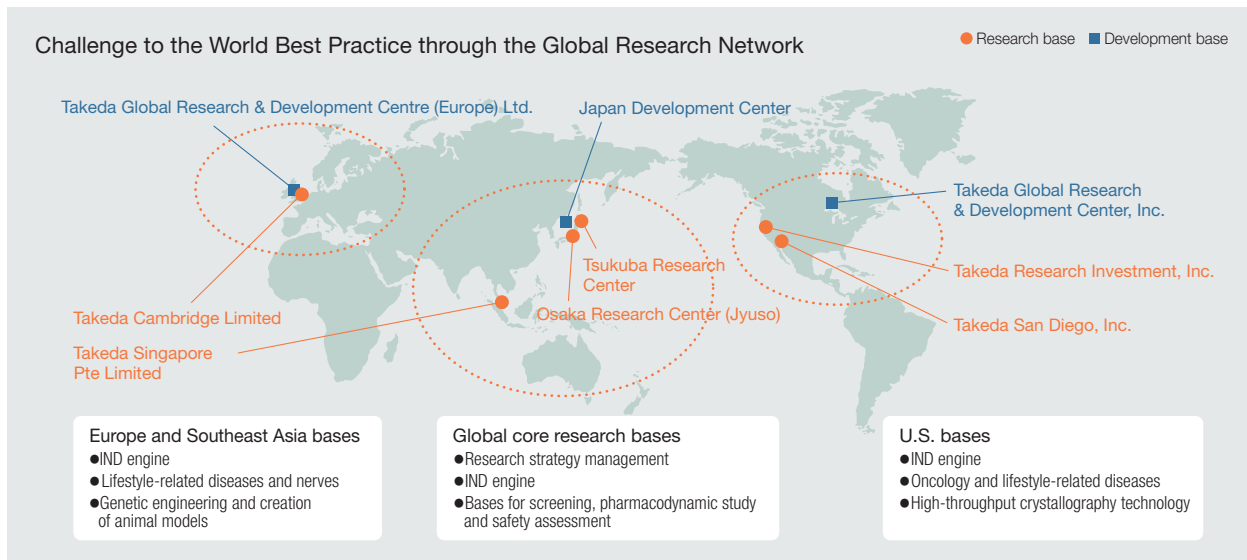 Challenge to the World Best Practice through the Global Research Network
Research base
Development base
Takeda Global Research & Development Centre (Europe) Ltd.
Japan Development Center
Takeda Global Research
& Development Center, Inc.
Tsukuba Research
Center
Takeda Research Investment, Inc.
Takeda Cambridge Limited
Osaka Research Center (Jyuso)
Takeda San Diego, Inc.
Takeda Singapore
Pte Limited
Europe and Southeast Asia bases
●IND engine
●Lifestyle-related diseases and nerves
●Genetic engineering and creation
of animal models
Global core research bases
●Research strategy management
●IND engine
●Bases for screening, pharmacodynamic study
and safety assessment
U.S. bases
●IND engine
●Oncology and lifestyle-related diseases
●High-throughput crystallography technology